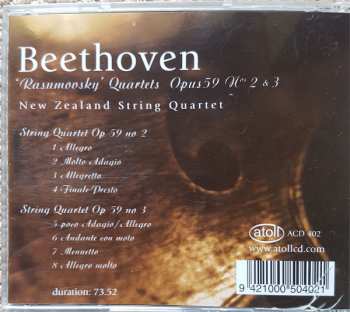 Beethoven
'Rasumovsky' Quartets Opus 59 Nos 2 & 3
New Zealand String Quartet
String Quartet Op 59 no 2
1 Allegro
2 Molto Adagio
3 Allegretto
4 Finale-Presto
String Quartet Op 59 no 3
5 poco Adagio/Allegro
6 Andante con moto
7 Menuetto
8 Allegro molto
duration: 73.52
atoll ACD 402
www.atollcd.com
9 421000 504021